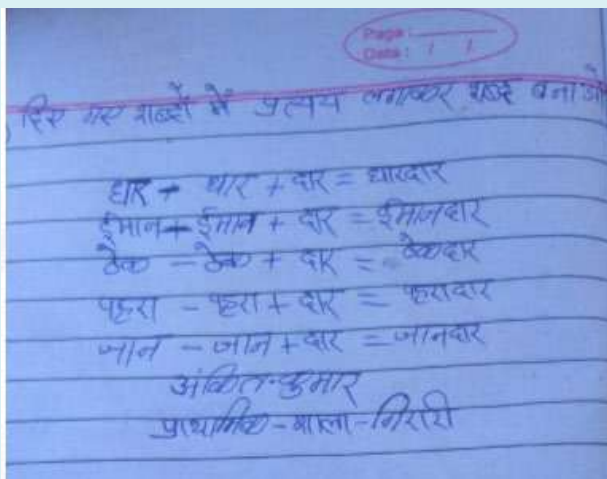 Page :
Date : / /
दिए गए शब्दों में प्रत्यय लगाकर शब्द बनाओ
धार - धार + दार = धारदार
ईमान - ईमान + दार = ईमानदार
ठेक - ठेक + दार = ठेकदार
पहरा - पहरा + दार = पहरादार
जान - जान + दार = जानदार
अंकित-कुमार
प्राथमिक-शाला-गिरारी